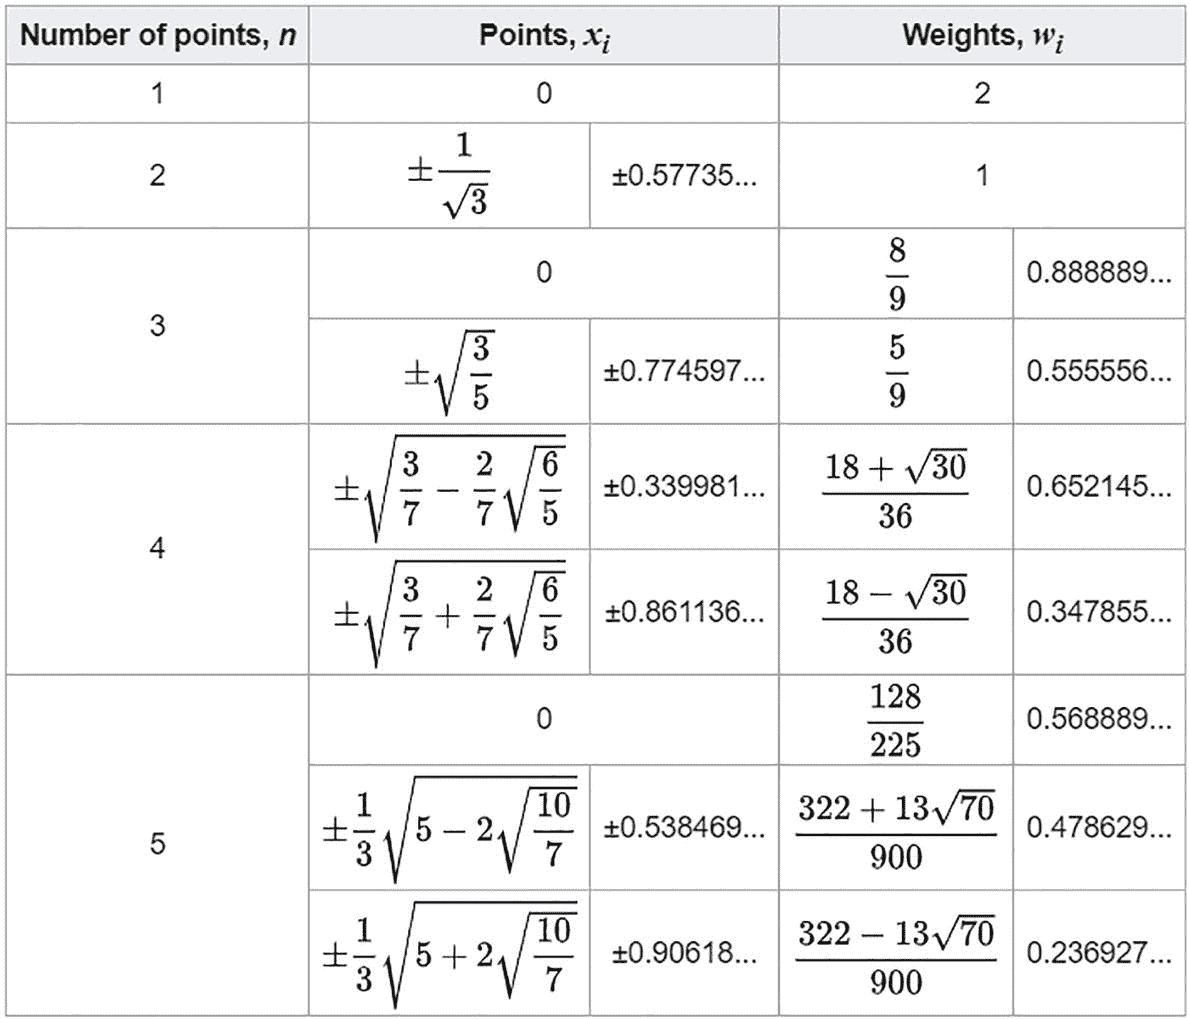 Number of points, n Points, xᵢ Weights, wᵢ
1 0 2
2 ±1/√3 ±0.57735... 1
3 0 8/9 0.888889...
±√(3/5) ±0.774597... 5/9 0.555556...
4 ±√(3/7 − 2/7√(6/5)) ±0.339981... (18 + √30)/36 0.652145...
±√(3/7 + 2/7√(6/5)) ±0.861136... (18 − √30)/36 0.347855...
5 0 128/225 0.568889...
±1/3√(5 − 2√(10/7)) ±0.538469... (322 + 13√70)/900 0.478629...
±1/3√(5 + 2√(10/7)) ±0.90618... (322 − 13√70)/900 0.236927...